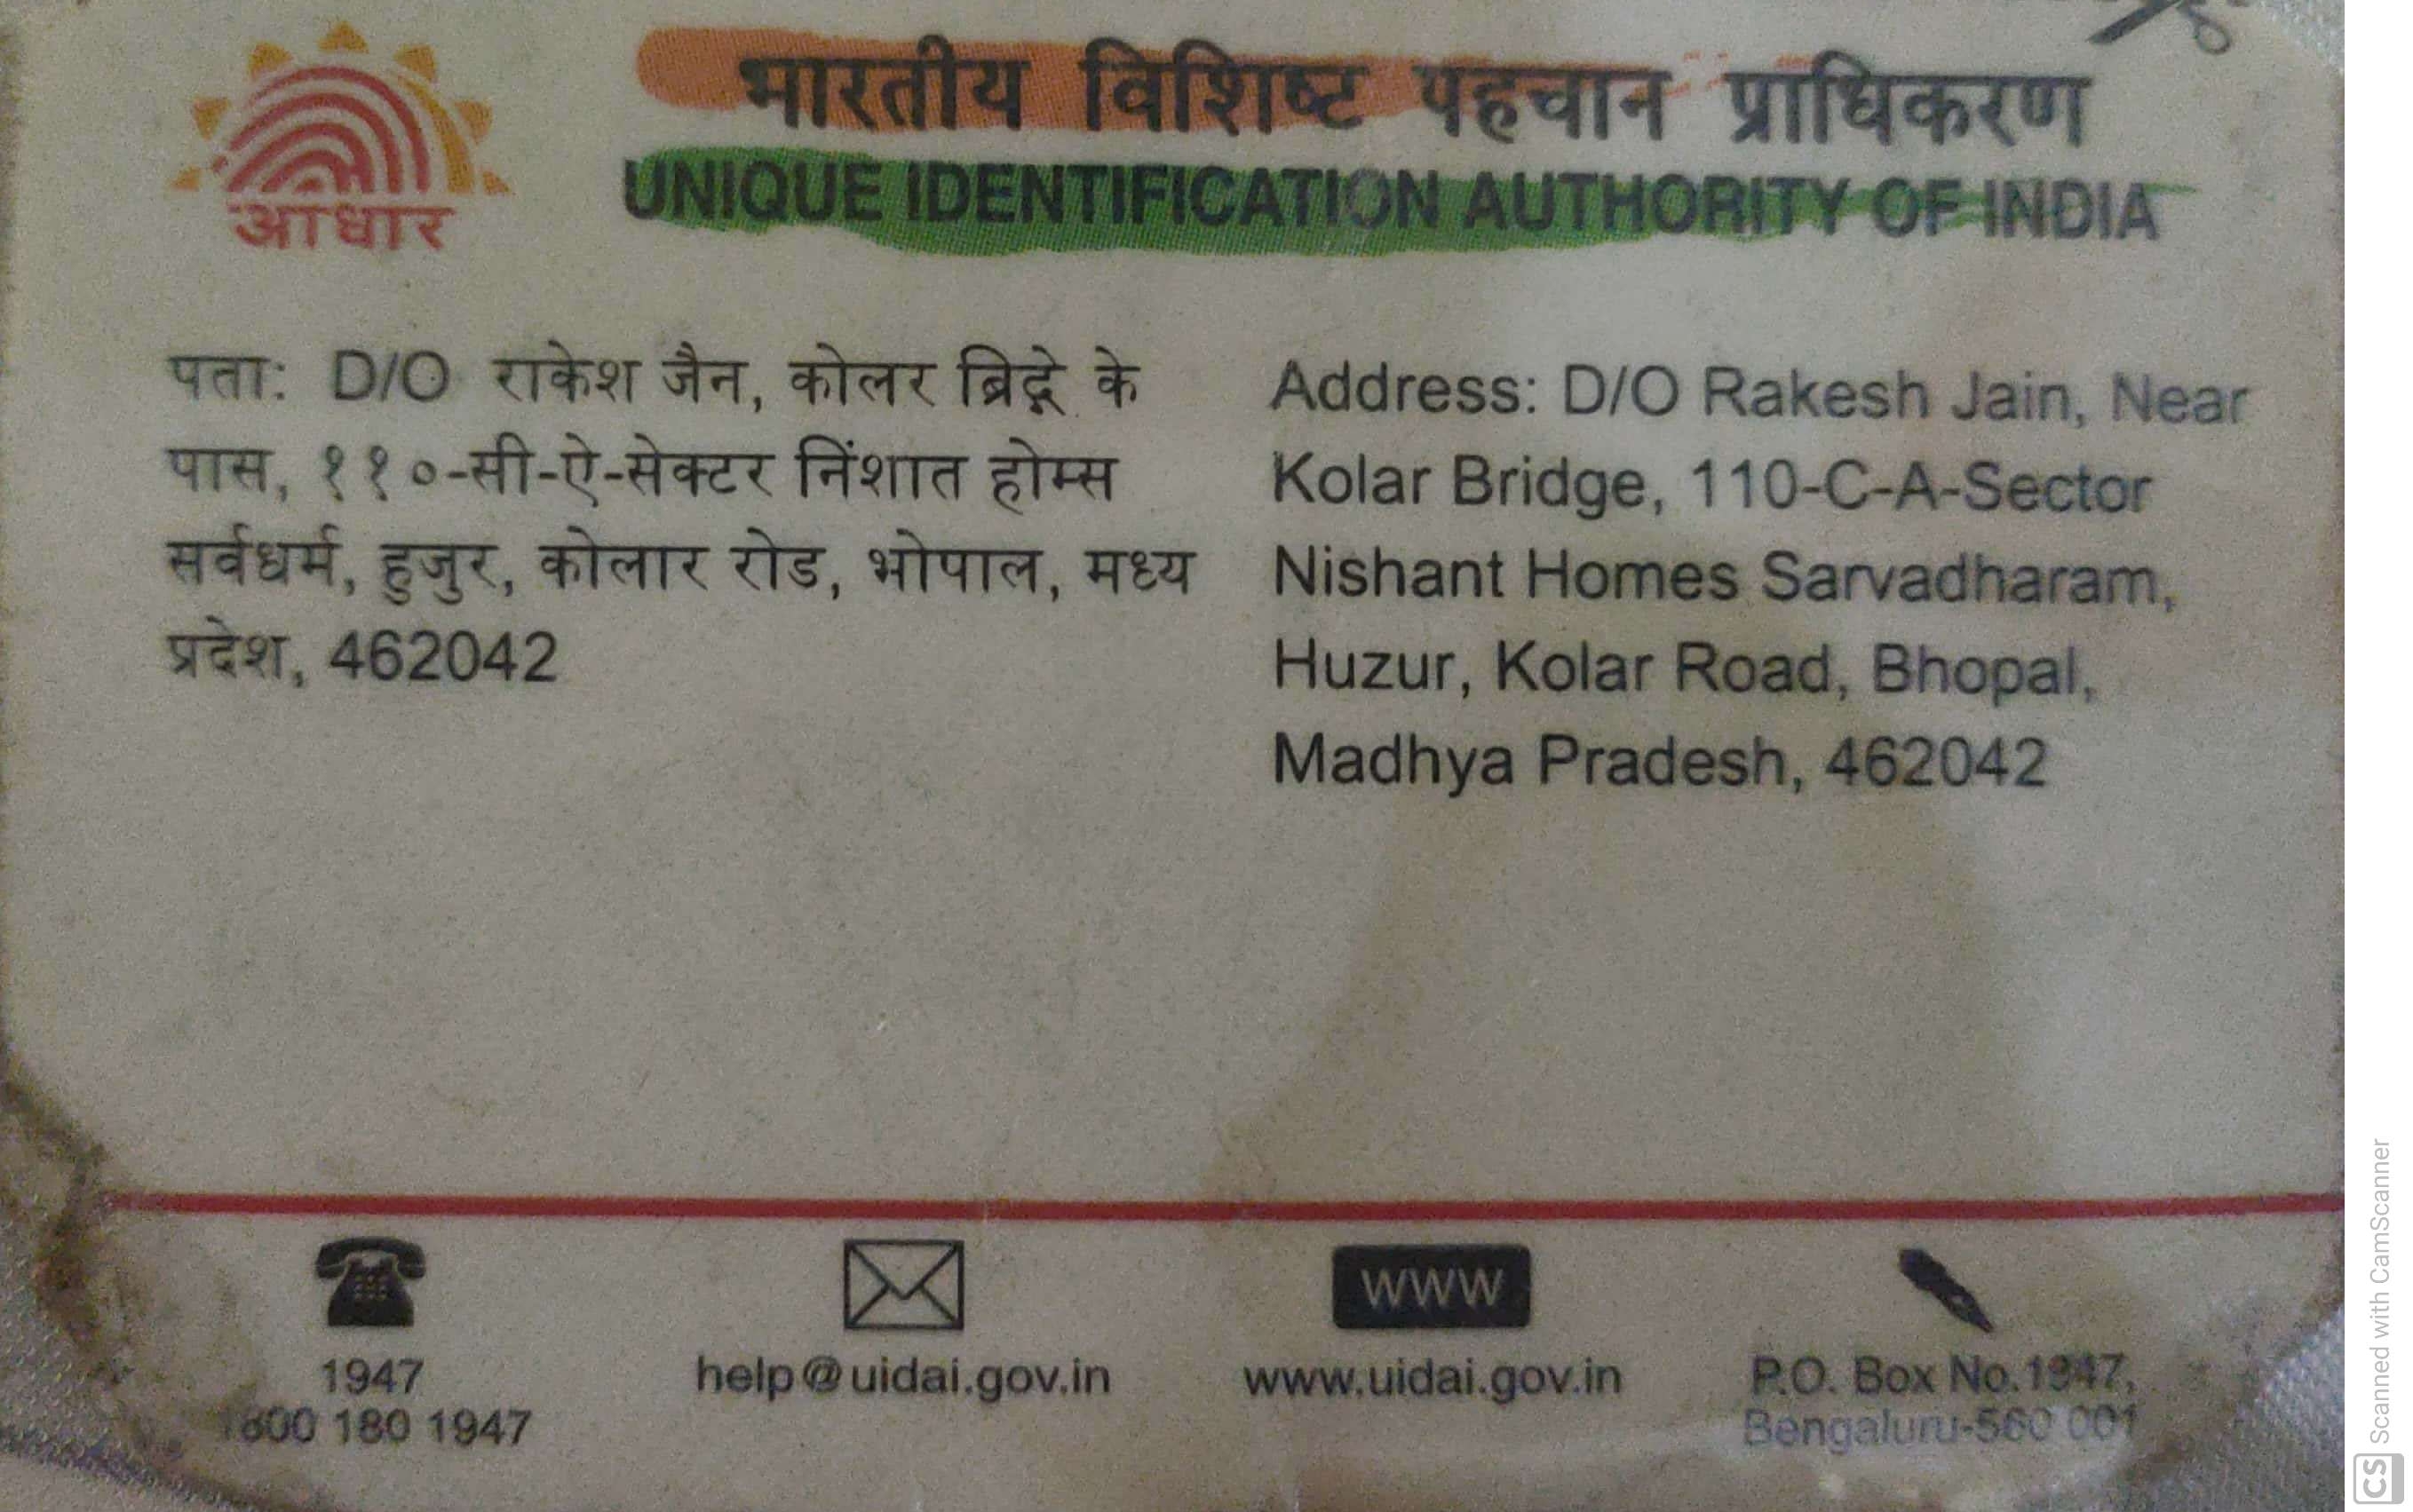 भारतीय विशिष्ट पहचान प्राधिकरण
UNIQUE IDENTIFICATION AUTHORITY OF INDIA
आधार
पता: D/O राकेश जैन, कोलर ब्रिद्गे के
पास, ११०-सी-ऐ-सेक्टर निंशात होम्स
सर्वधर्म, हुजुर, कोलार रोड, भोपाल, मध्य
प्रदेश, 462042
Address: D/O Rakesh Jain, Near
Kolar Bridge, 110-C-A-Sector
Nishant Homes Sarvadharam,
Huzur, Kolar Road, Bhopal,
Madhya Pradesh, 462042
1947
1800 180 1947
help@uidai.gov.in
www
www.uidai.gov.in
P.O. Box No.1947,
Bengaluru-560 001
CS Scanned with CamScanner